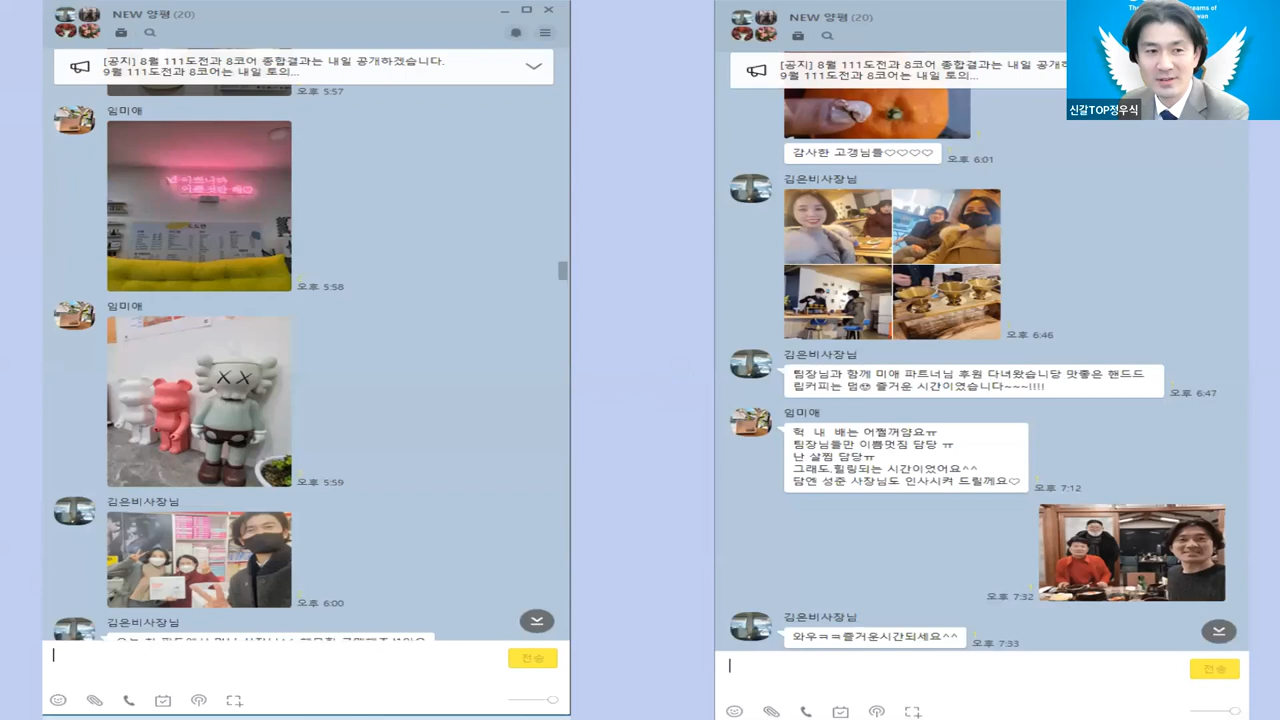 NEW 양평 (20)
[공지] 8월 111도전과 8코어 종합결과는 내일 공개하겠습니다.
9월 111도전과 8코어는 내일 토의...
오후 5:57
임미애
오후 5:58
임미애
오후 5:59
김은비사장님
오후 6:00
김은비사장님
전송
NEW 양평 (20)
[공지] 8월 111도전과 8코어 종합결과는 내일 공개하
9월 111도전과 8코어는 내일 토의...
감사한 고갱님들♡♡♡♡
오후 6:01
김은비사장님
오후 6:46
김은비사장님
팀장님과 함께 미애 파트너님 후원 다녀왔습니당 맛좋은 핸드드
립커피는 덤😍 즐거운 시간이었습니다~~~!!!!
오후 6:47
임미애
헉 내 배는 어쩔꺼얌요ㅠ
팀장님들만 이쁨멋짐 담당 ㅠ
난 살찜 담당ㅠ
그래도.힐링되는 시간이었어요^^
담엔 성준 사장님도 인사시켜 드릴께요♡
오후 7:12
오후 7:32
김은비사장님
와우ㅋㅋ즐거운시간되세요^^
오후 7:33
전송
신갈TOP정우식